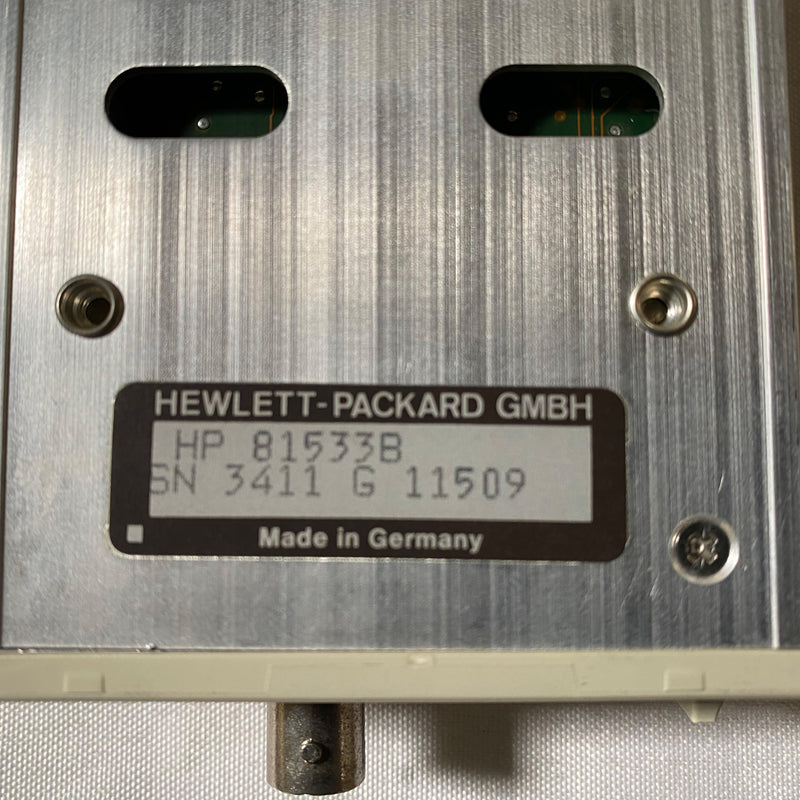 HEWLETT-PACKARD GMBH
HP 81533B
SN 3411 G 11509
Made in Germany